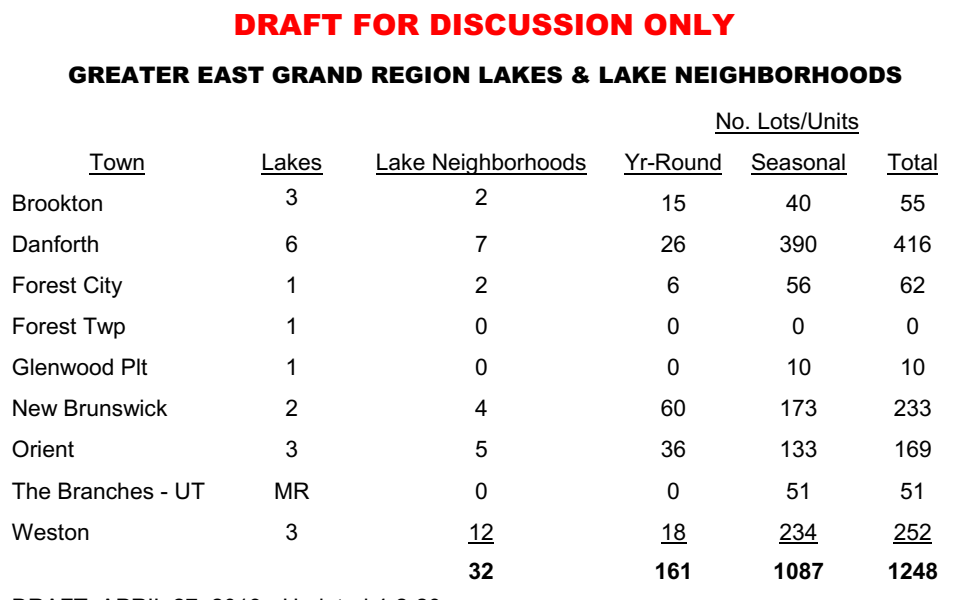 DRAFT FOR DISCUSSION ONLY
GREATER EAST GRAND REGION LAKES & LAKE NEIGHBORHOODS
No. Lots/Units
Town Lakes Lake Neighborhoods Yr-Round Seasonal Total
Brookton 3 2 15 40 55
Danforth 6 7 26 390 416
Forest City 1 2 6 56 62
Forest Twp 1 0 0 0 0
Glenwood Plt 1 0 0 10 10
New Brunswick 2 4 60 173 233
Orient 3 5 36 133 169
The Branches - UT MR 0 0 51 51
Weston 3 12 18 234 252
32 161 1087 1248
DRAFT APRIL